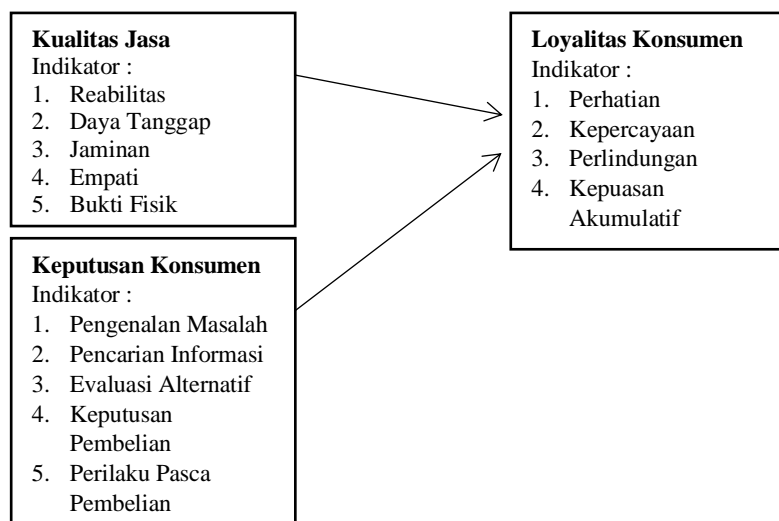 Kualitas Jasa
Indikator :
1. Reabilitas
2. Daya Tanggap
3. Jaminan
4. Empati
5. Bukti Fisik
Keputusan Konsumen
Indikator :
1. Pengenalan Masalah
2. Pencarian Informasi
3. Evaluasi Alternatif
4. Keputusan
Pembelian
5. Perilaku Pasca
Pembelian
Loyalitas Konsumen
Indikator :
1. Perhatian
2. Kepercayaan
3. Perlindungan
4. Kepuasan
Akumulatif